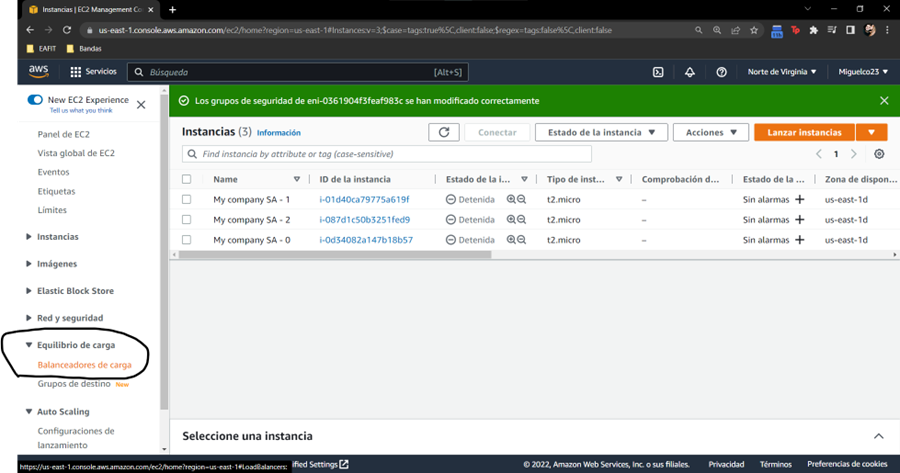 Instancias | EC2 Management Co
us-east-1.console.aws.amazon.com/ec2/home?region=us-east-1#Instances:v=3;$case=tags:true%5C,client:false;$regex=tags:false%5C,client:false
EAFIT Bandas
aws Servicios Búsqueda [Alt+S] Norte de Virginia Miguelco23
New EC2 Experience
Tell us what you think
Panel de EC2
Vista global de EC2
Eventos
Etiquetas
Límites
Instancias
Imágenes
Elastic Block Store
Red y seguridad
Equilibrio de carga
Balanceadores de carga
Grupos de destino New
Auto Scaling
Configuraciones de
lanzamiento
Los grupos de seguridad de eni-0361904f3feaf983c se han modificado correctamente
Instancias (3) Información Conectar Estado de la instancia Acciones Lanzar instancias
Find instance by attribute or tag (case-sensitive) 1
Name ID de la instancia Estado de la i... Tipo de inst... Comprobación d... Estado de la ... Zona de dispon
My company SA - 1 i-01d40ca79775a619f Detenida t2.micro – Sin alarmas us-east-1d
My company SA - 2 i-087d1c50b3251fed9 Detenida t2.micro – Sin alarmas us-east-1d
My company SA - 0 i-0d34082a147b18b57 Detenida t2.micro – Sin alarmas us-east-1d
Seleccione una instancia
https://us-east-1.console.aws.amazon.com/ec2/home?region=us-east-1#LoadBalancers: ified Settings © 2022, Amazon Web Services, Inc. o sus filiales. Privacidad Términos Preferencias de cookies